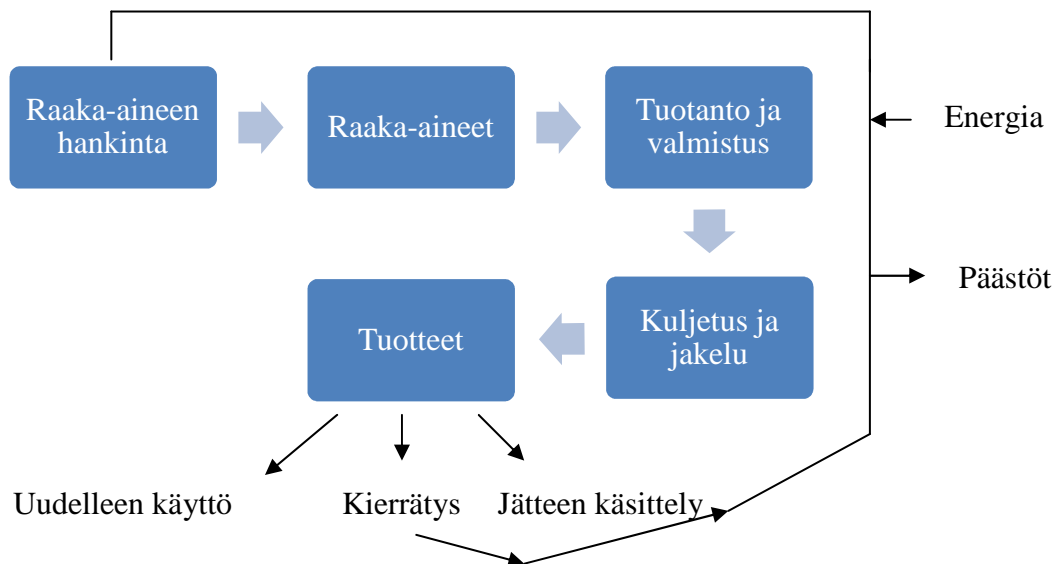 Raaka-aineen
hankinta
Raaka-aineet
Tuotanto ja
valmistus
Energia
Päästöt
Tuotteet
Kuljetus ja
jakelu
Uudelleen käyttö
Kierrätys
Jätteen käsittely